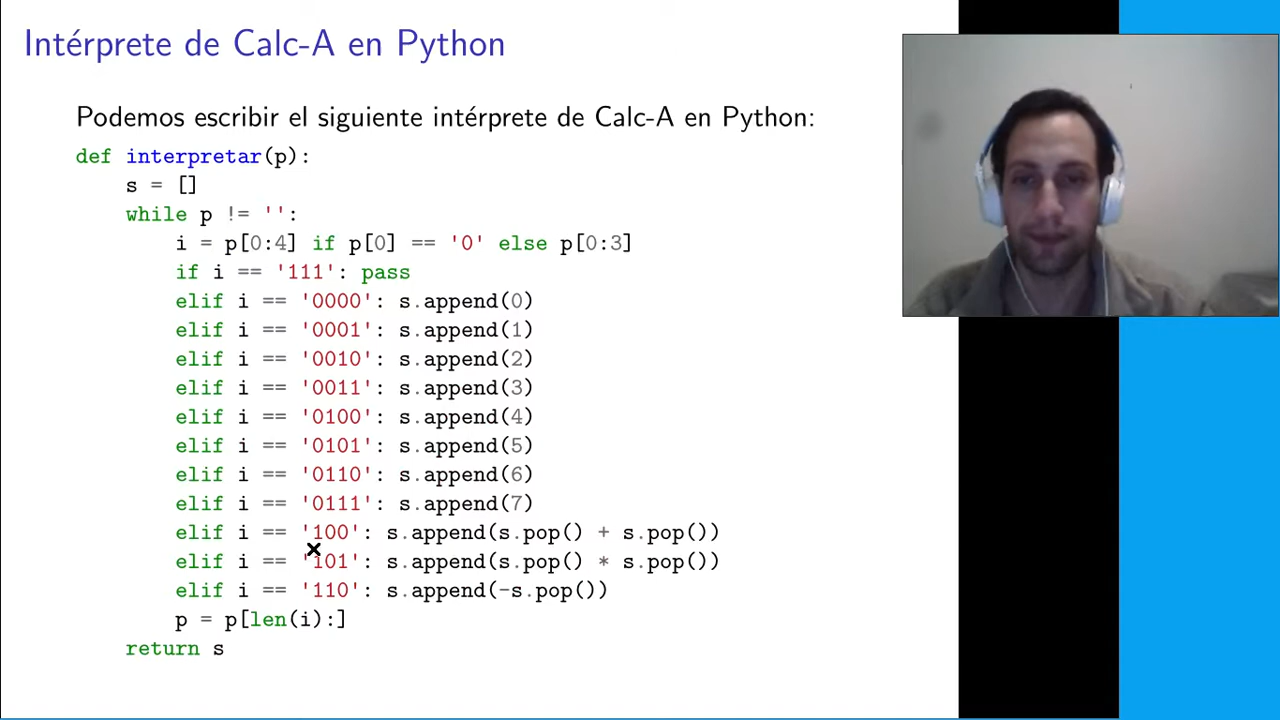 Intérprete de Calc-A en Python
Podemos escribir el siguiente intérprete de Calc-A en Python:
def interpretar(p):
    s = []
    while p != '':
        i = p[0:4] if p[0] == '0' else p[0:3]
        if i == '111': pass
        elif i == '0000': s.append(0)
        elif i == '0001': s.append(1)
        elif i == '0010': s.append(2)
        elif i == '0011': s.append(3)
        elif i == '0100': s.append(4)
        elif i == '0101': s.append(5)
        elif i == '0110': s.append(6)
        elif i == '0111': s.append(7)
        elif i == '100': s.append(s.pop() + s.pop())
        elif i == '101': s.append(s.pop() * s.pop())
        elif i == '110': s.append(-s.pop())
        p = p[len(i):]
    return s